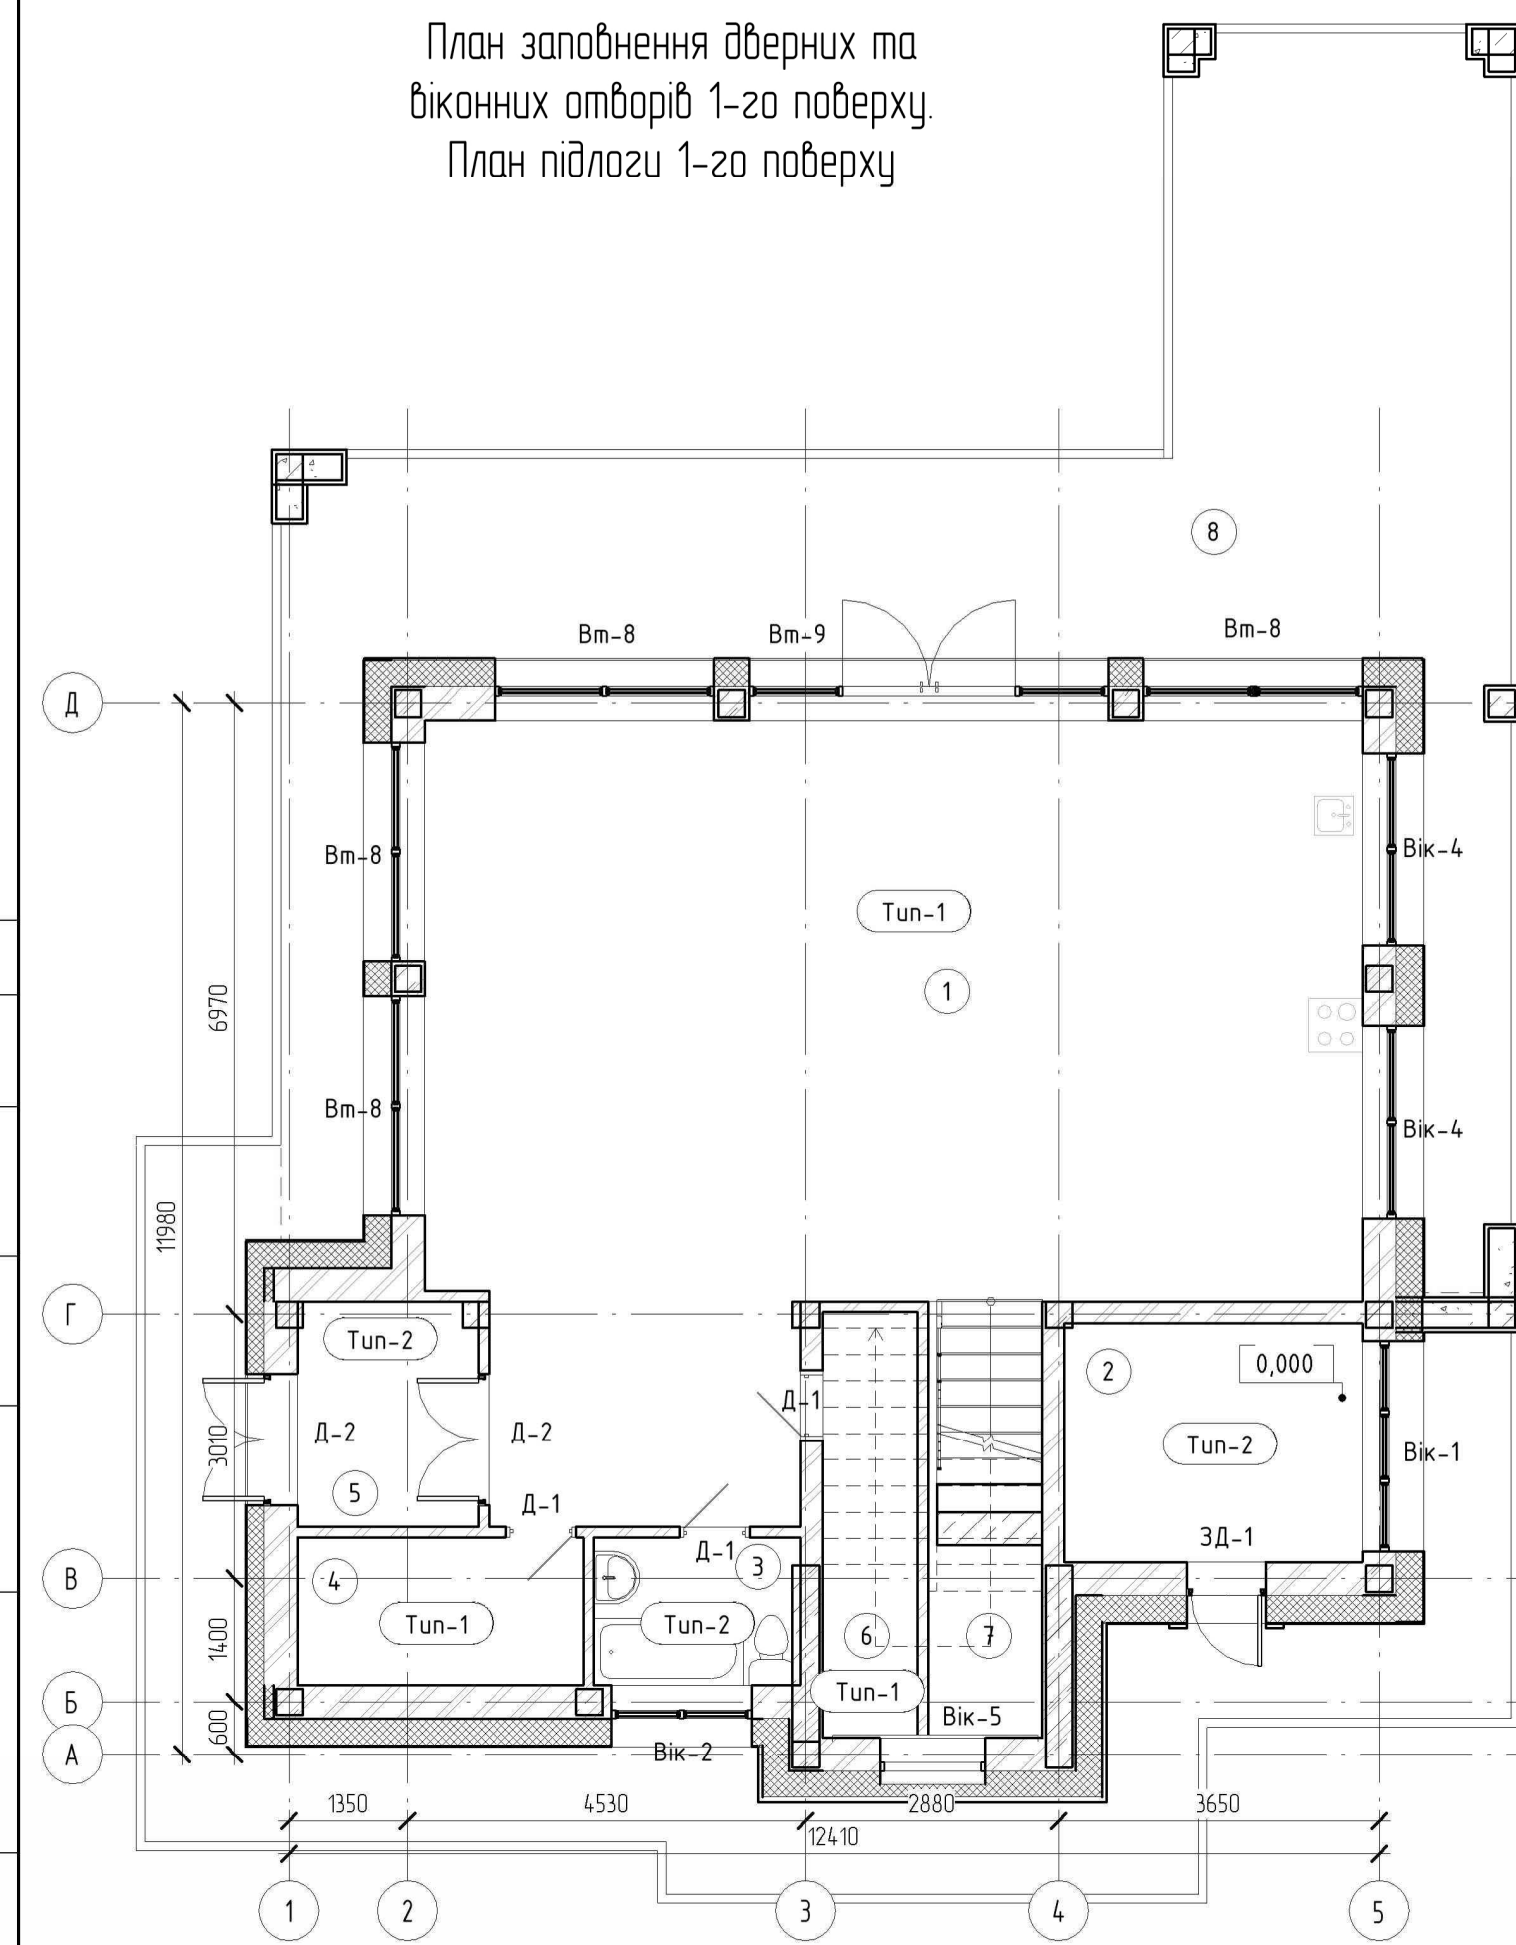 План заповнення дверних та
віконних отворів 1-го поверху.
План підлоги 1-го поверху
8
Вт-8
Вт-9
Вт-8
Д
Вт-8
Вік-4
Тип-1
1
6970
Вт-8
Вік-4
11980
Г
Тип-2
2
0,000
Д-1
Д-2
Д-2
3010
Тип-2
Вік-1
5
Д-1
ЗД-1
Д-1
3
В
4
Тип-1
Тип-2
6
7
1400
Тип-1
Б
Вік-5
600
А
Вік-2
1350
4530
2880
3650
12410
1
2
3
4
5